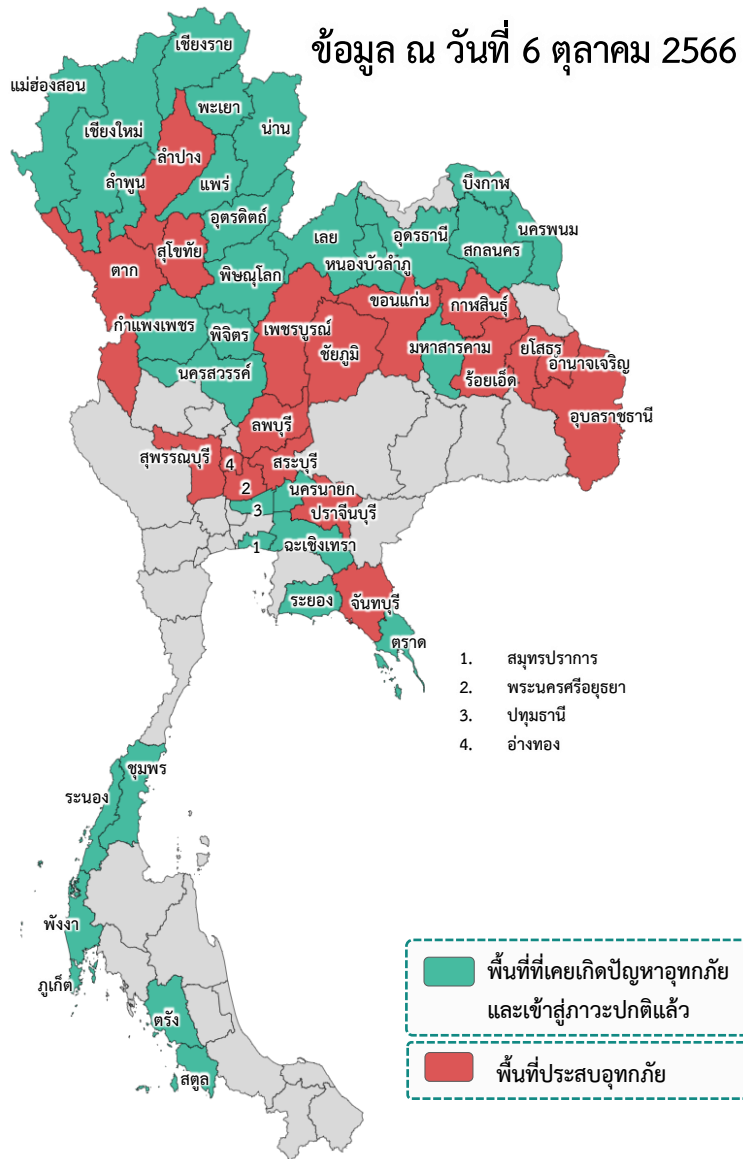 ข้อมูล ณ วันที่ 6 ตุลาคม 2566
เชียงราย
แม่ฮ่องสอน
พะเยา
เชียงใหม่
น่าน
ลำปาง
ลำพูน
แพร่
บึงกาฬ
อุตรดิตถ์
นครพนม
เลย
อุดรธานี
สุโขทัย
สกลนคร
หนองบัวลำภู
ตาก
พิษณุโลก
ขอนแก่น
กาฬสินธุ์
กำแพงเพชร
พิจิตร
เพชรบูรณ์
ยโสธร
มหาสารคาม
ชัยภูมิ
อำนาจเจริญ
นครสวรรค์
ร้อยเอ็ด
อุบลราชธานี
ลพบุรี
สุพรรณบุรี
4
สระบุรี
2
นครนายก
3
ปราจีนบุรี
1
ฉะเชิงเทรา
ระยอง
จันทบุรี
ตราด
1. สมุทรปราการ
2. พระนครศรีอยุธยา
3. ปทุมธานี
4. อ่างทอง
ชุมพร
ระนอง
พังงา
ภูเก็ต
ตรัง
สตูล
พื้นที่ที่เคยเกิดปัญหาอุทกภัย
และเข้าสู่ภาวะปกติแล้ว
พื้นที่ประสบอุทกภัย